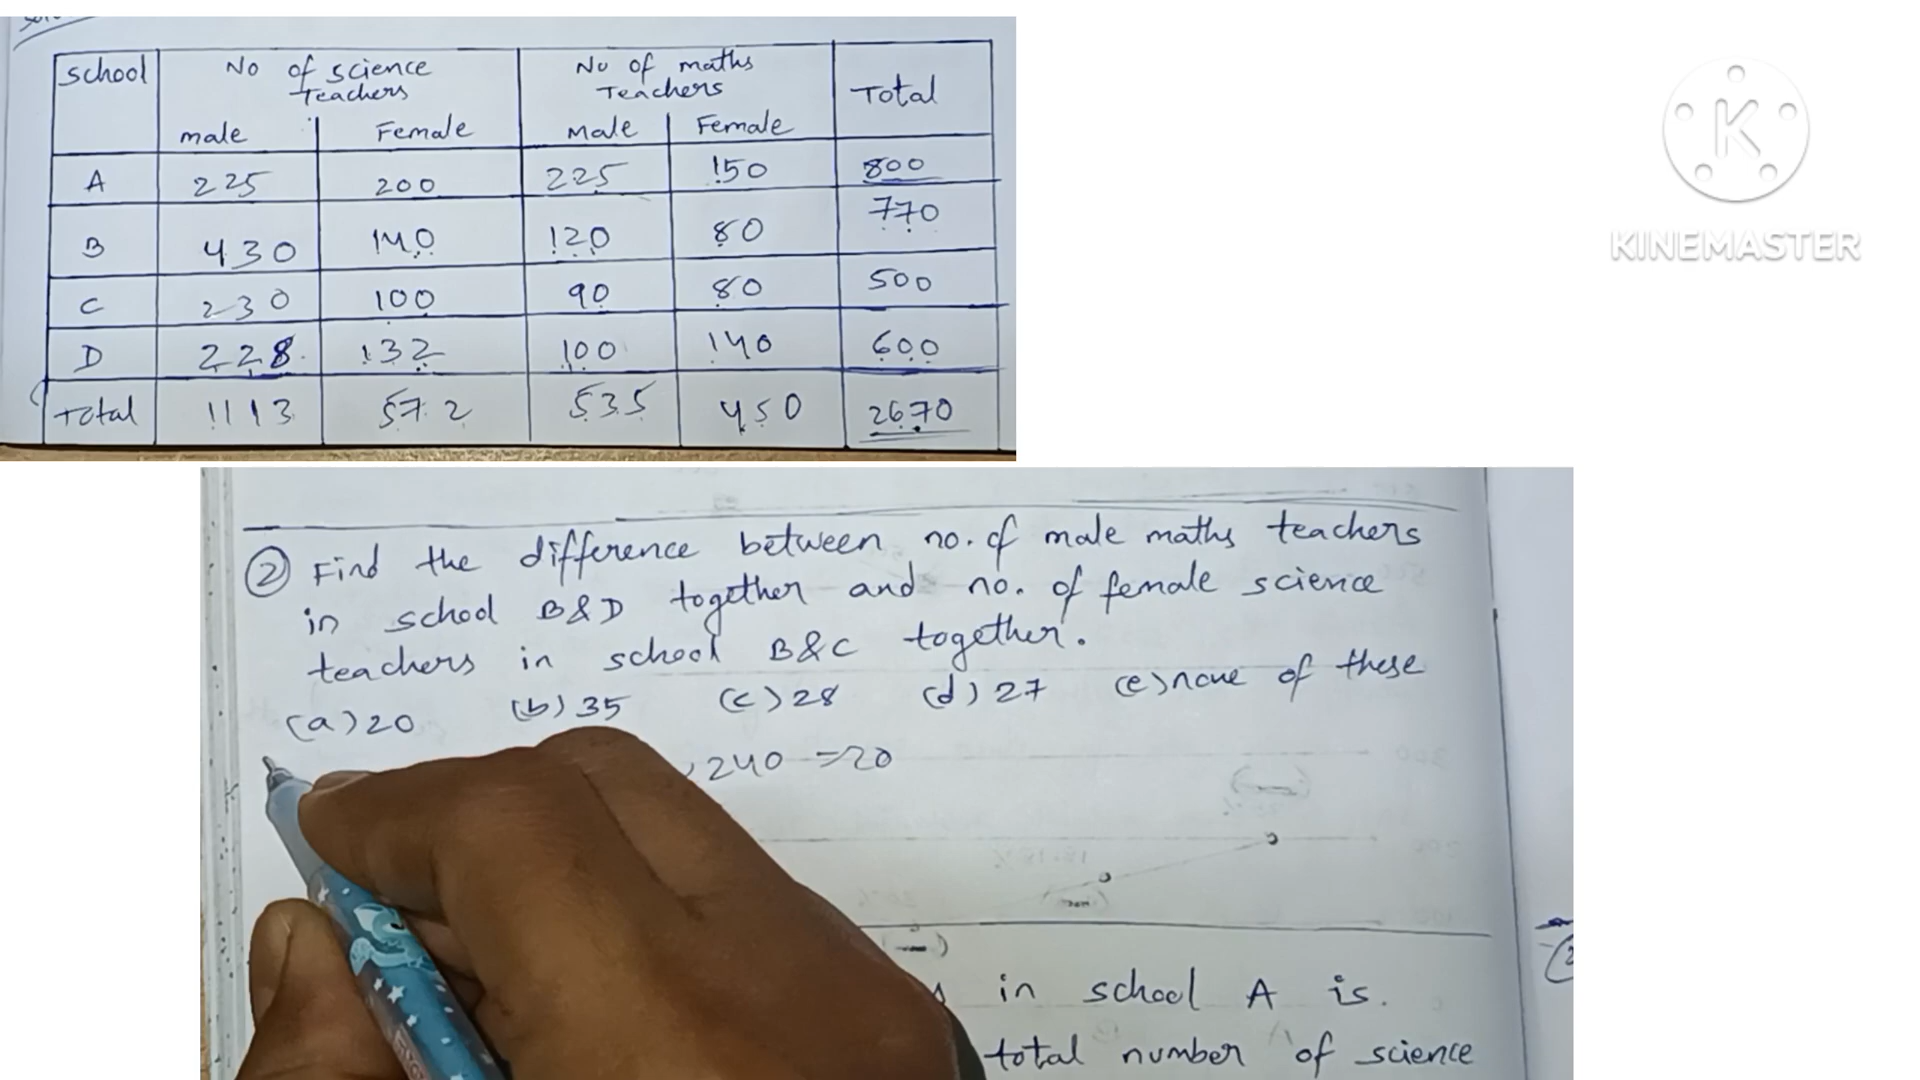 School No of science Teachers No of maths Teachers Total
male Female Male Female
A 225 200 225 150 800
B 430 140 120 80 770
C 230 100 90 80 500
D 228 132 100 140 600
Total 1113 572 535 450 2670
KINEMASTER
② Find the difference between no. of male maths teachers
in school B&D together and no. of female science
teachers in school B&C together.
(a) 20 (b) 35 (c) 28 (d) 27 (e) none of these
240 = 20
in school A is.
total number of science